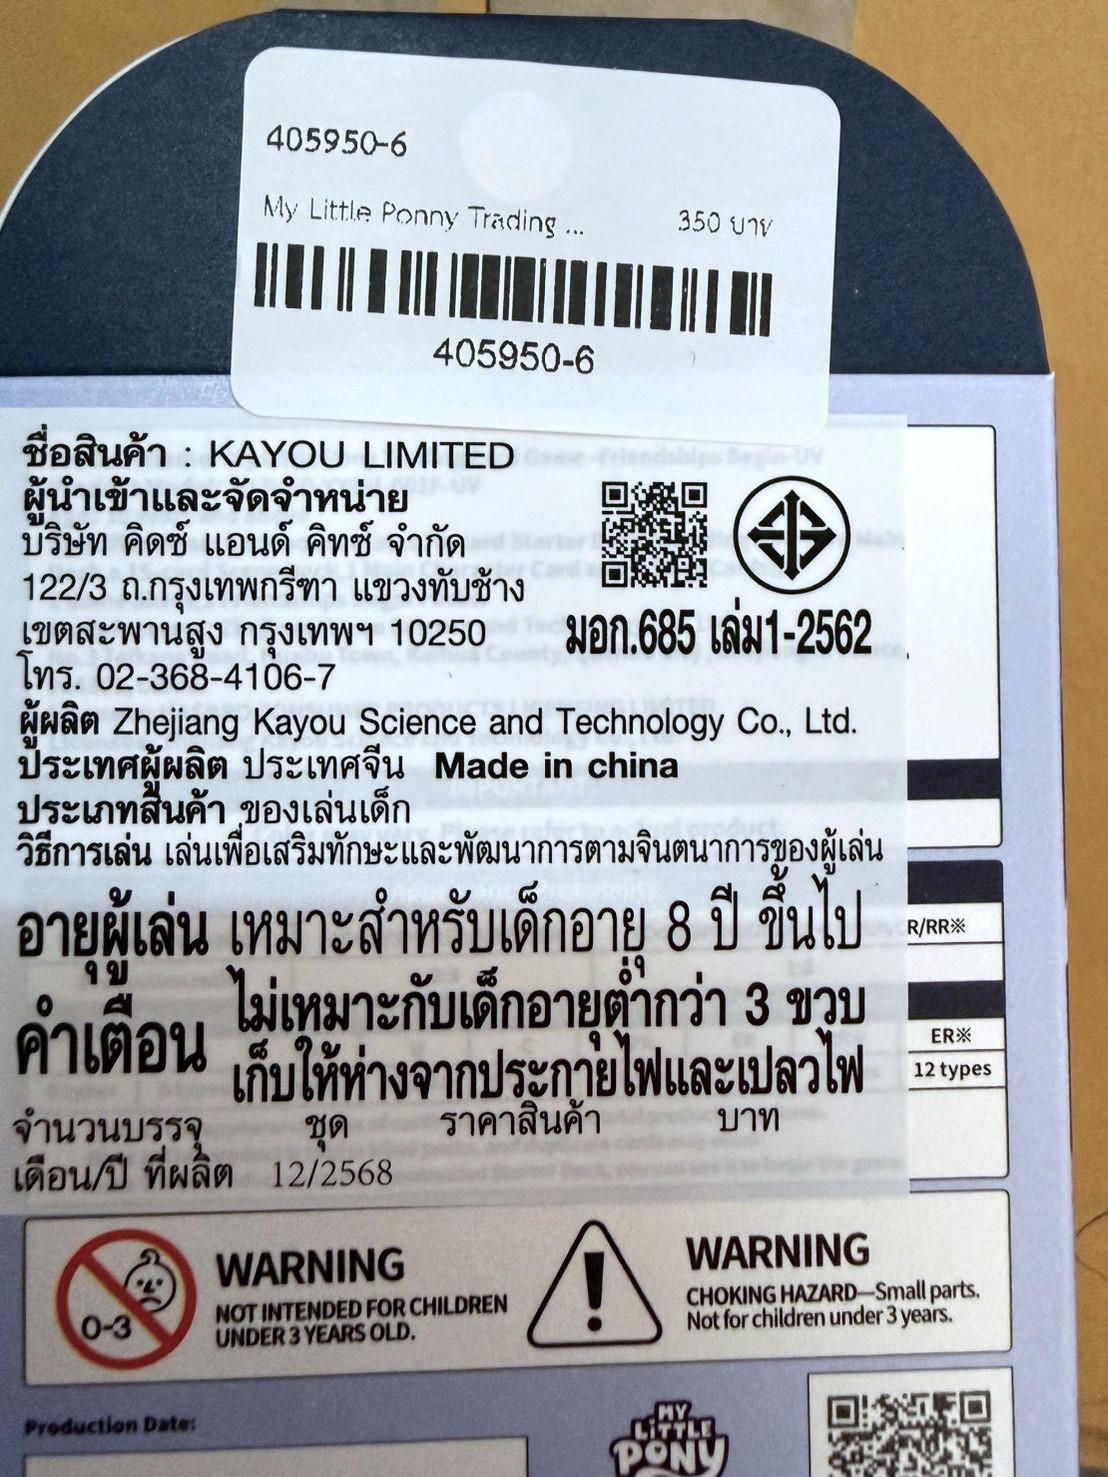 405950-6
My Little Ponny Trading ... 350 บาท
405950-6
ชื่อสินค้า : KAYOU LIMITED
ผู้นำเข้าและจัดจำหน่าย
บริษัท คิดซ์ แอนด์ คิทซ์ จำกัด
122/3 ถ.กรุงเทพกรีฑา แขวงทับช้าง
เขตสะพานสูง กรุงเทพฯ 10250
มอก.685 เล่ม1-2562
โทร. 02-368-4106-7
ผู้ผลิต Zhejiang Kayou Science and Technology Co., Ltd.
ประเทศผู้ผลิต ประเทศจีน Made in china
ประเภทสินค้า ของเล่นเด็ก
วิธีการเล่น เล่นเพื่อเสริมทักษะและพัฒนาการตามจินตนาการของผู้เล่น
อายุผู้เล่น เหมาะสำหรับเด็กอายุ 8 ปี ขึ้นไป
R/RR※
คำเตือน ไม่เหมาะกับเด็กอายุต่ำกว่า 3 ขวบ
ER※
เก็บให้ห่างจากประกายไฟและเปลวไฟ
12 types
จำนวนบรรจุ ชุด ราคาสินค้า บาท
เดือน/ปี ที่ผลิต 12/2568
0-3
WARNING
NOT INTENDED FOR CHILDREN
UNDER 3 YEARS OLD.
WARNING
CHOKING HAZARD—Small parts.
Not for children under 3 years.
Production Date:
MY
LITTLE
PONY